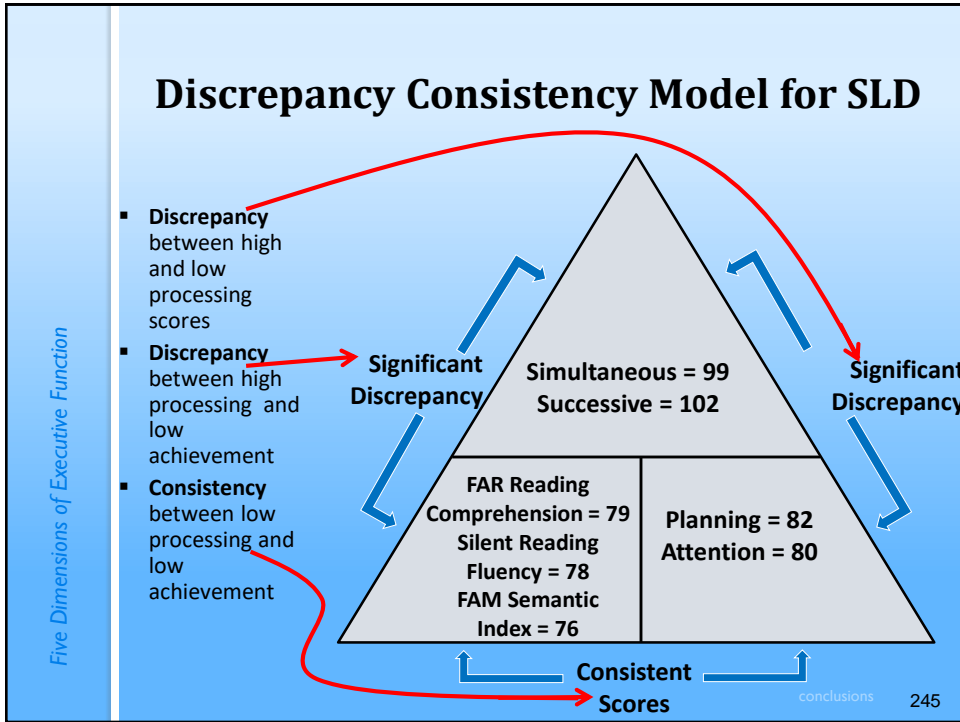 Discrepancy Consistency Model for SLD
▪ Discrepancy
between high
and low
processing
scores
▪ Discrepancy
between high
processing and
low
achievement
▪ Consistency
between low
processing and
low
achievement
Five Dimensions of Executive Function
Significant
Discrepancy
Simultaneous = 99
Successive = 102
Significant
Discrepancy
FAR Reading
Comprehension = 79
Silent Reading
Fluency = 78
FAM Semantic
Index = 76
Planning = 82
Attention = 80
Consistent
Scores
conclusions
245